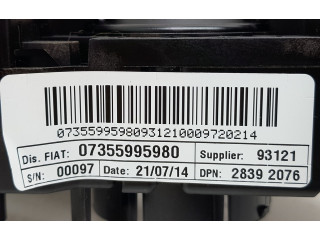 07355995980931210009720214
Dis. FIAT: 07355995980 Supplier: 93121
S/N: 00097 Date: 21/07/14 DPN: 2839 2076